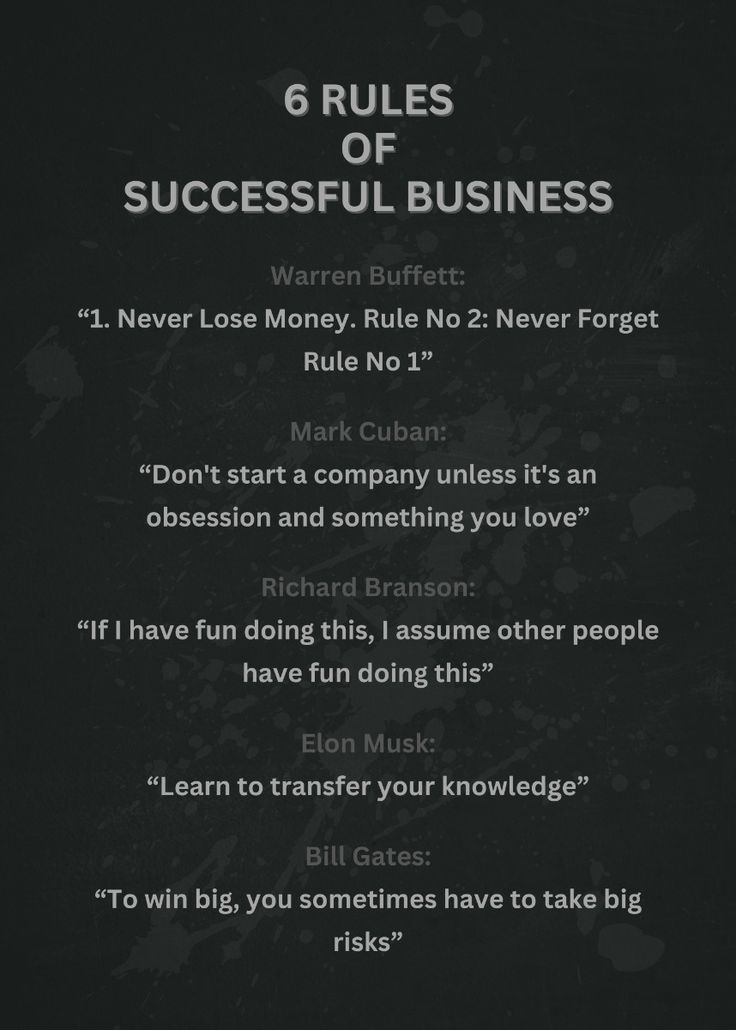 6 RULES
OF
SUCCESSFUL BUSINESS
Warren Buffett:
“1. Never Lose Money. Rule No 2: Never Forget
Rule No 1”
Mark Cuban:
“Don't start a company unless it's an
obsession and something you love”
Richard Branson:
“If I have fun doing this, I assume other people
have fun doing this”
Elon Musk:
“Learn to transfer your knowledge”
Bill Gates:
“To win big, you sometimes have to take big
risks”